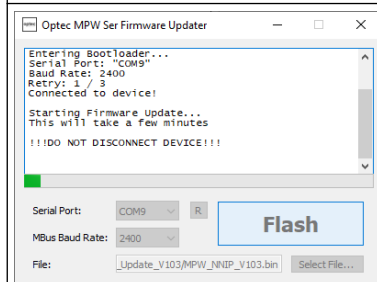 Optec MPW Ser Firmware Updater
Entering Bootloader...
Serial Port: "COM9"
Baud Rate: 2400
Retry: 1 / 3
Connected to device!
Starting Firmware Update...
This will take a few minutes
!!!DO NOT DISCONNECT DEVICE!!!
Serial Port: COM9 R
Flash
MBus Baud Rate: 2400
File: _Update_V103/MPW_NNIP_V103.bin Select File...